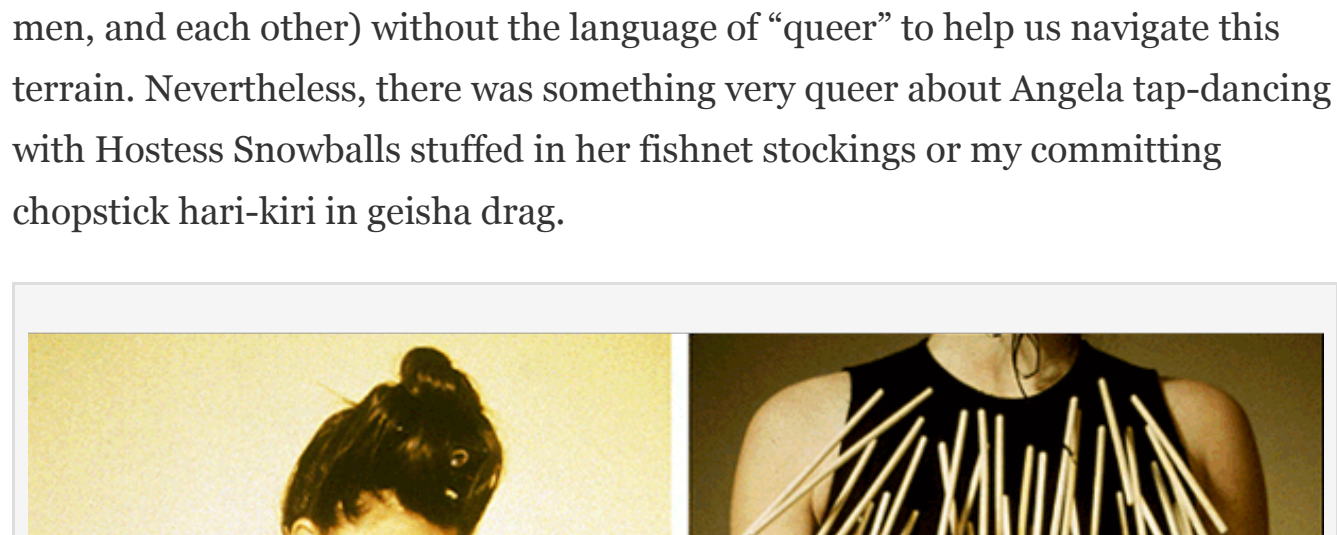 men, and each other) without the language of “queer” to help us navigate this
terrain. Nevertheless, there was something very queer about Angela tap-dancing
with Hostess Snowballs stuffed in her fishnet stockings or my committing
chopstick hari-kiri in geisha drag.